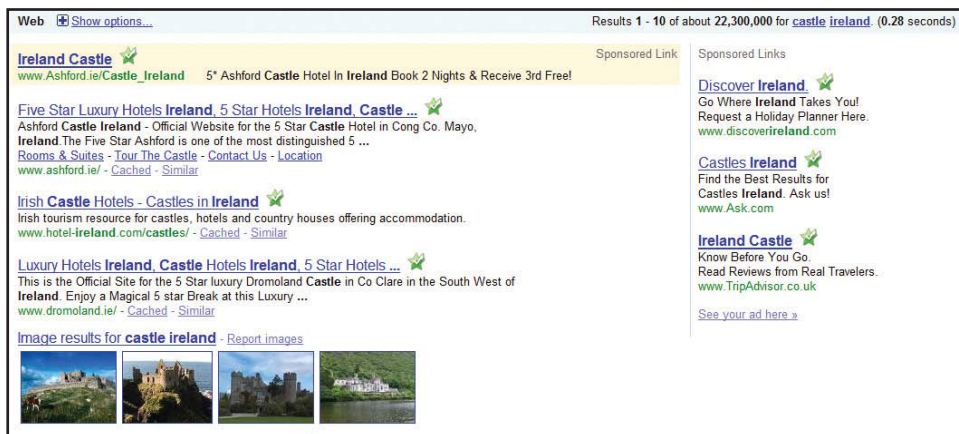 Web Show options... Results 1 - 10 of about 22,300,000 for castle ireland. (0.28 seconds)
Ireland Castle Sponsored Link
www.Ashford.ie/Castle_Ireland 5* Ashford Castle Hotel In Ireland Book 2 Nights & Receive 3rd Free!
Five Star Luxury Hotels Ireland, 5 Star Hotels Ireland, Castle ...
Ashford Castle Ireland - Official Website for the 5 Star Castle Hotel in Cong Co. Mayo,
Ireland.The Five Star Ashford is one of the most distinguished 5 ...
Rooms & Suites - Tour The Castle - Contact Us - Location
www.ashford.ie/ - Cached - Similar
Irish Castle Hotels - Castles in Ireland
Irish tourism resource for castles, hotels and country houses offering accommodation.
www.hotel-ireland.com/castles/ - Cached - Similar
Luxury Hotels Ireland, Castle Hotels Ireland, 5 Star Hotels ...
This is the Official Site for the 5 Star luxury Dromoland Castle in Co Clare in the South West of
Ireland. Enjoy a Magical 5 star Break at this Luxury ...
www.dromoland.ie/ - Cached - Similar
Image results for castle ireland - Report images
Sponsored Links
Discover Ireland.
Go Where Ireland Takes You!
Request a Holiday Planner Here.
www.discoverireland.com
Castles Ireland
Find the Best Results for
Castles Ireland. Ask us!
www.Ask.com
Ireland Castle
Know Before You Go.
Read Reviews from Real Travelers.
www.TripAdvisor.co.uk
See your ad here »